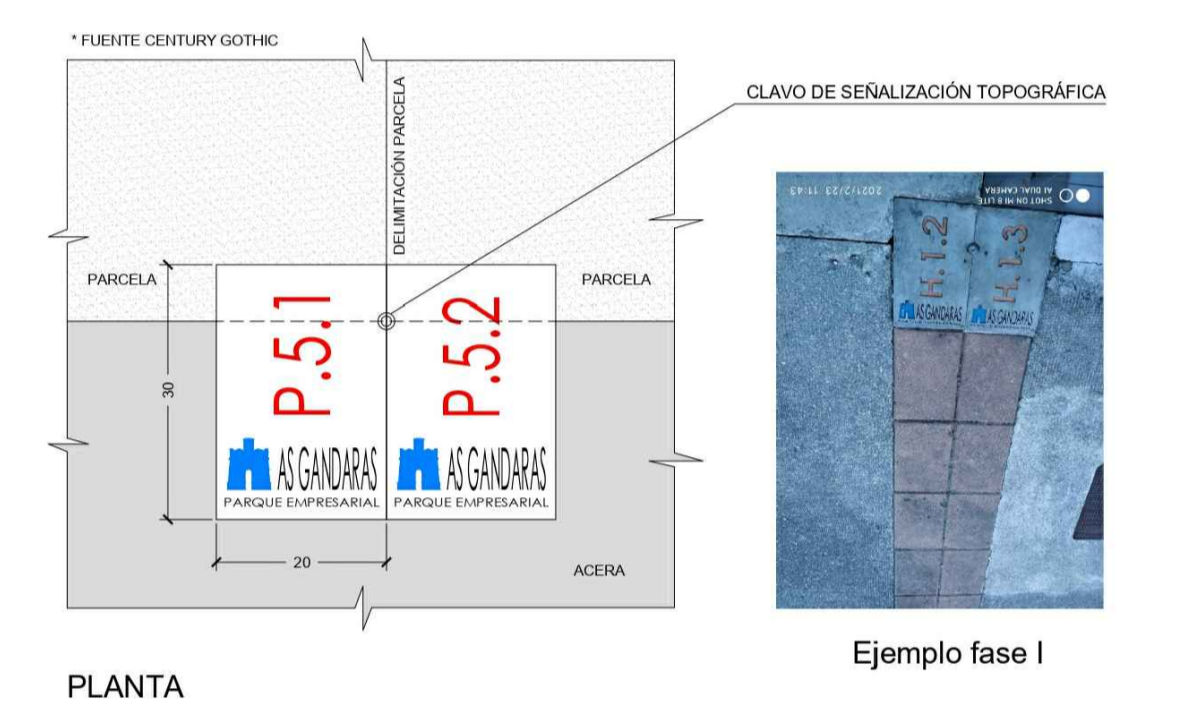 * FUENTE CENTURY GOTHIC
DELIMITACIÓN PARCELA
CLAVO DE SEÑALIZACIÓN TOPOGRÁFICA
PARCELA
PARCELA
P.5.1
P.5.2
30
AS GANDARAS
PARQUE EMPRESARIAL
AS GANDARAS
PARQUE EMPRESARIAL
20
ACERA
PLANTA
2021/2/23 11:43
SHOT ON MI 8 LITE
AI DUAL CAMERA
H.1.2
H.1.3
AS GANDARAS
AS GANDARAS
Ejemplo fase I